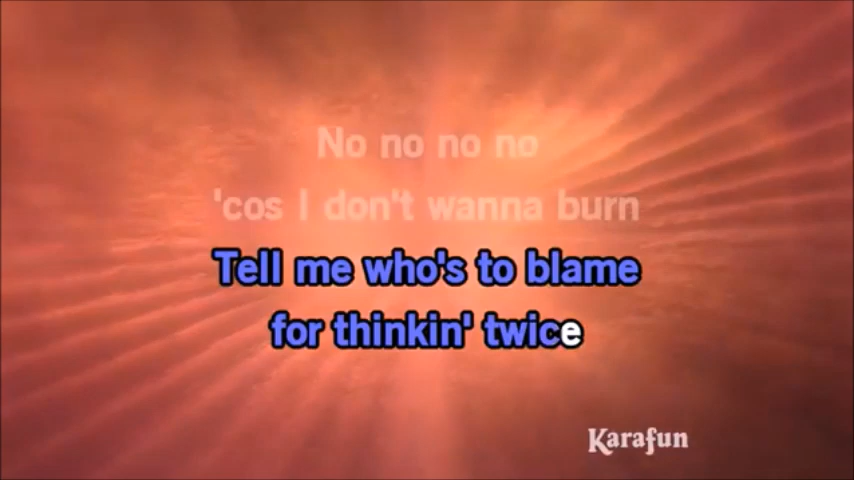 No no no no
'cos I don't wanna burn
Tell me who's to blame
for thinkin' twice
Karafun